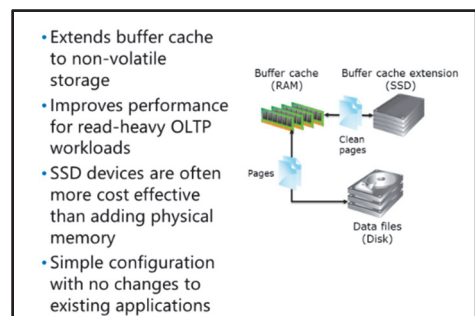 • Extends buffer cache
to non-volatile
storage
• Improves performance
for read-heavy OLTP
workloads
• SSD devices are often
more cost effective
than adding physical
memory
• Simple configuration
with no changes to
existing applications
Buffer cache
(RAM)
Buffer cache extension
(SSD)
Clean
pages
Pages
Data files
(Disk)